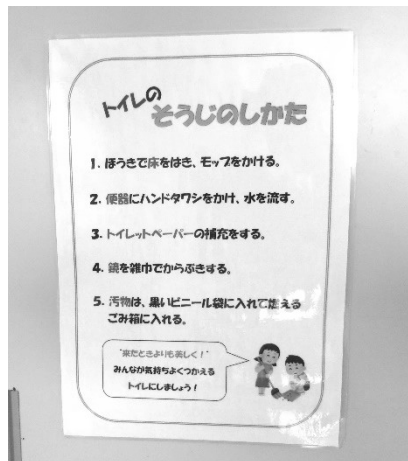 トイレの
そうじのしかた
1. ほうきで床をはき、モップをかける。
2. 便器にハンドタワシをかけ、水を流す。
3. トイレットペーパーの補充をする。
4. 鏡を雑巾でからぶきする。
5. 汚物は、黒いビニール袋に入れて燃える
ごみ箱に入れる。
"来たときよりも美しく！"
みんなが気持ちよくつかえる
トイレにしましょう！